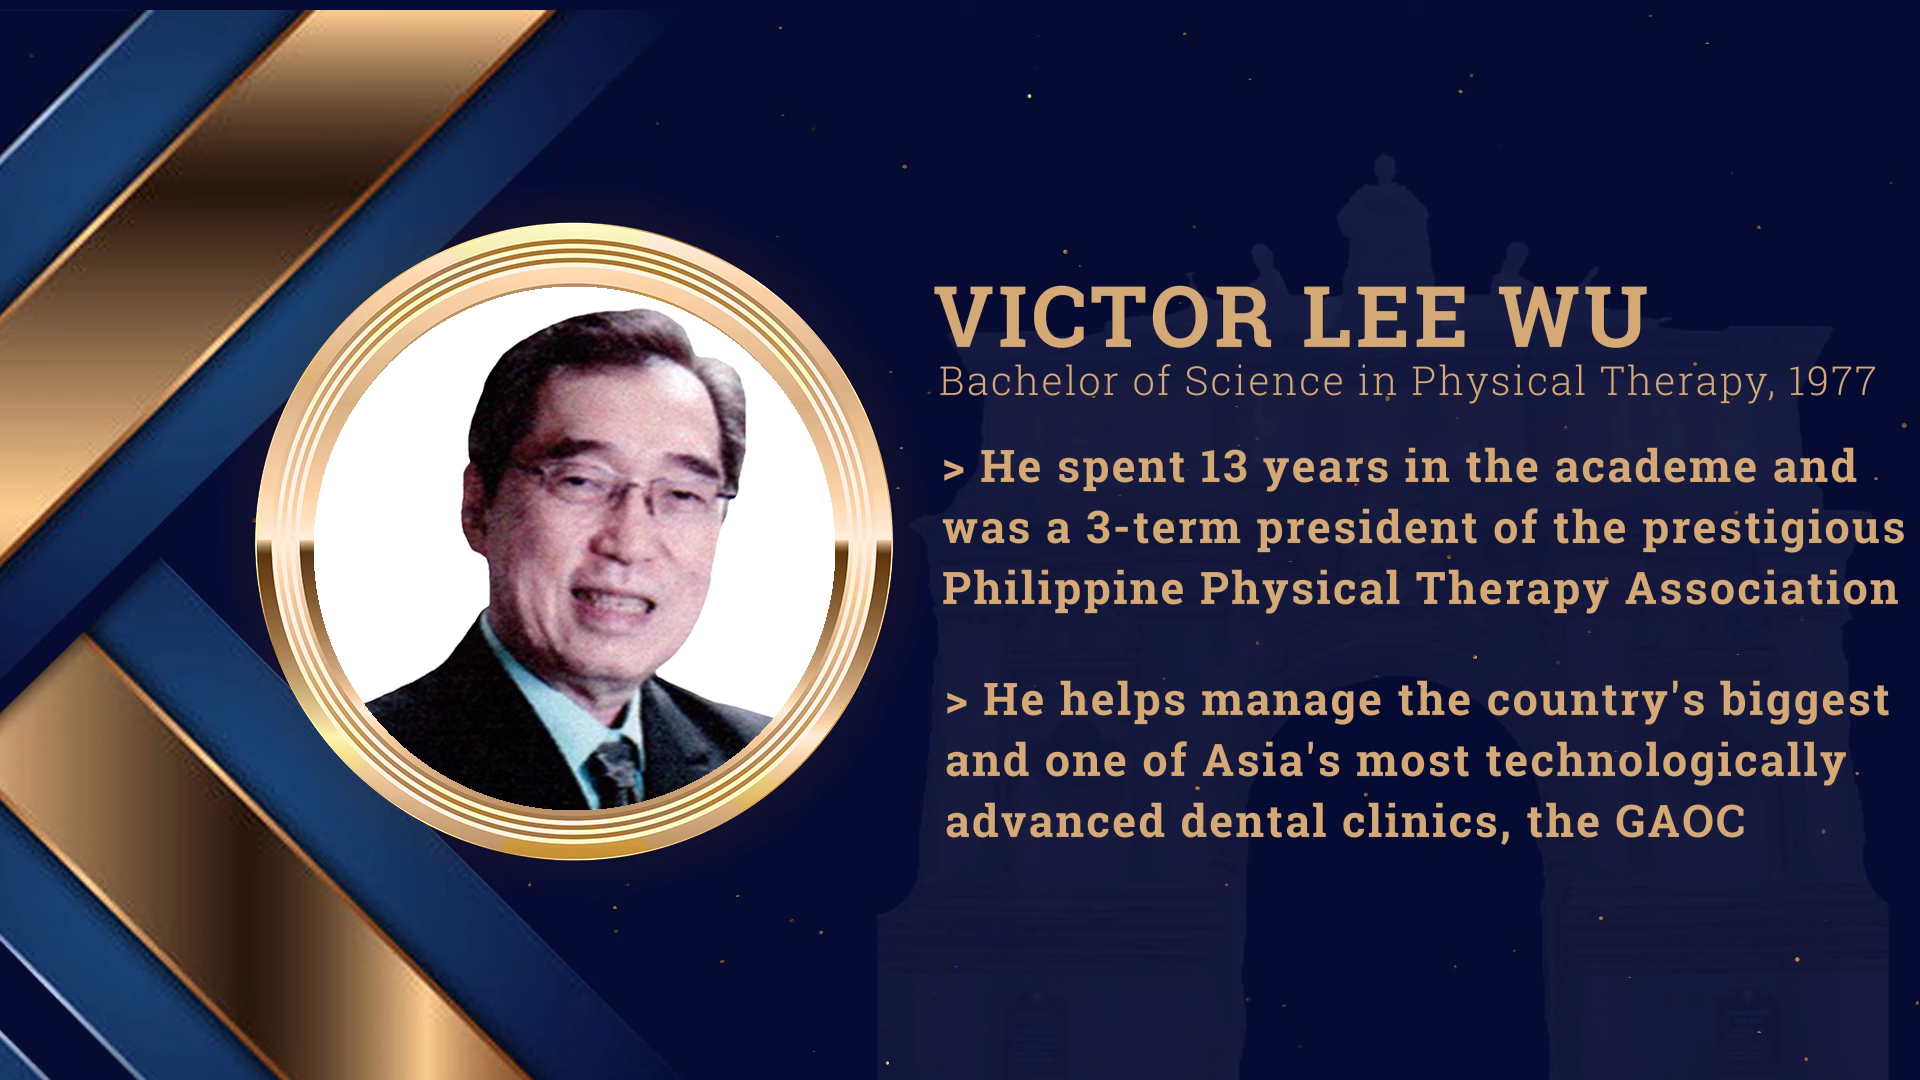 VICTOR LEE WU
Bachelor of Science in Physical Therapy, 1977
> He spent 13 years in the academe and
was a 3-term president of the prestigious
Philippine Physical Therapy Association
> He helps manage the country's biggest
and one of Asia's most technologically
advanced dental clinics, the GAOC